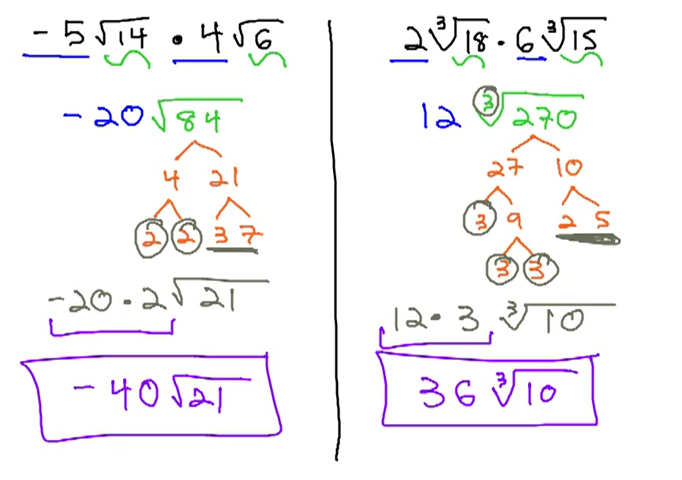 -5√14 · 4√6
-20√84
4 21
2 2 3 7
-20 · 2√21
-40√21
2∛18 · 6∛15
12 ∛270
27 10
3 9 2 5
3 3
12 · 3 ∛10
36 ∛10